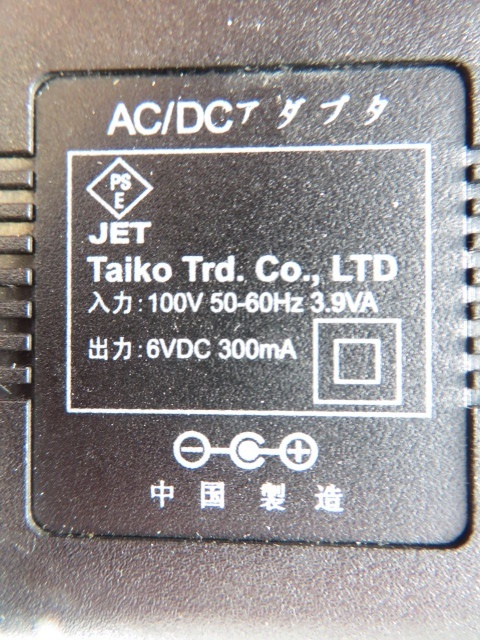 AC/DCアダプタ
PS
E
JET
Taiko Trd. Co., LTD
入力:100V 50-60Hz 3.9VA
出力:6VDC 300mA
中国製造